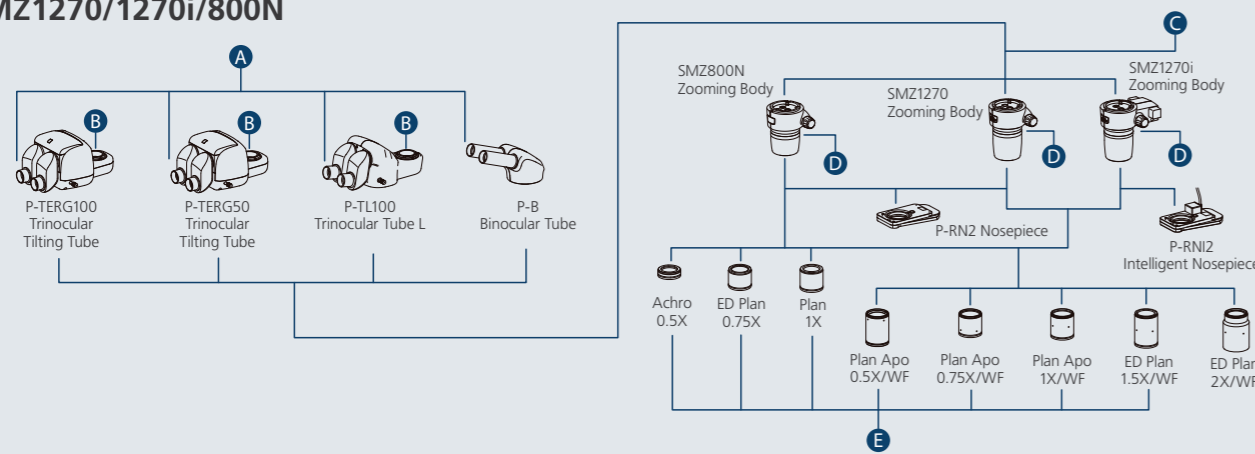 MZ1270/1270i/800N
A
C
B
B
B
P-TERG100
Trinocular
Tilting Tube
P-TERG50
Trinocular
Tilting Tube
P-TL100
Trinocular Tube L
P-B
Binocular Tube
SMZ800N
Zooming Body
SMZ1270
Zooming Body
SMZ1270i
Zooming Body
D
D
D
P-RN2 Nosepiece
P-RNI2
Intelligent Nosepiece
Achro
0.5X
ED Plan
0.75X
Plan
1X
Plan Apo
0.5X/WF
Plan Apo
0.75X/WF
Plan Apo
1X/WF
ED Plan
1.5X/WF
ED Plan
2X/WF
E